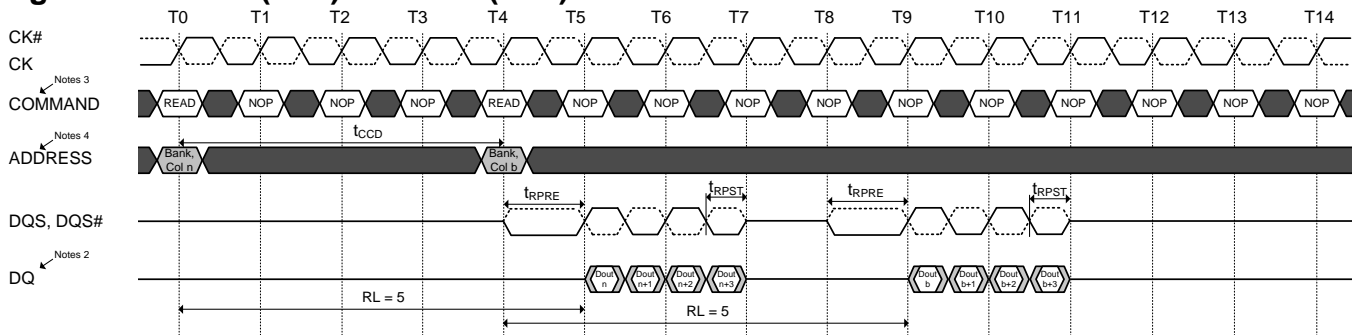 T0 T1 T2 T3 T4 T5 T6 T7 T8 T9 T10 T11 T12 T13 T14
CK#
CK
Notes 3
COMMAND READ NOP NOP NOP READ NOP NOP NOP NOP NOP NOP NOP NOP NOP NOP
tCCD
Notes 4
ADDRESS Bank, Col n Bank, Col b
tRPRE tRPST tRPRE tRPST
DQS, DQS#
Notes 2
DQ Dout n Dout n+1 Dout n+2 Dout n+3 Dout b Dout b+1 Dout b+2 Dout b+3
RL = 5
RL = 5